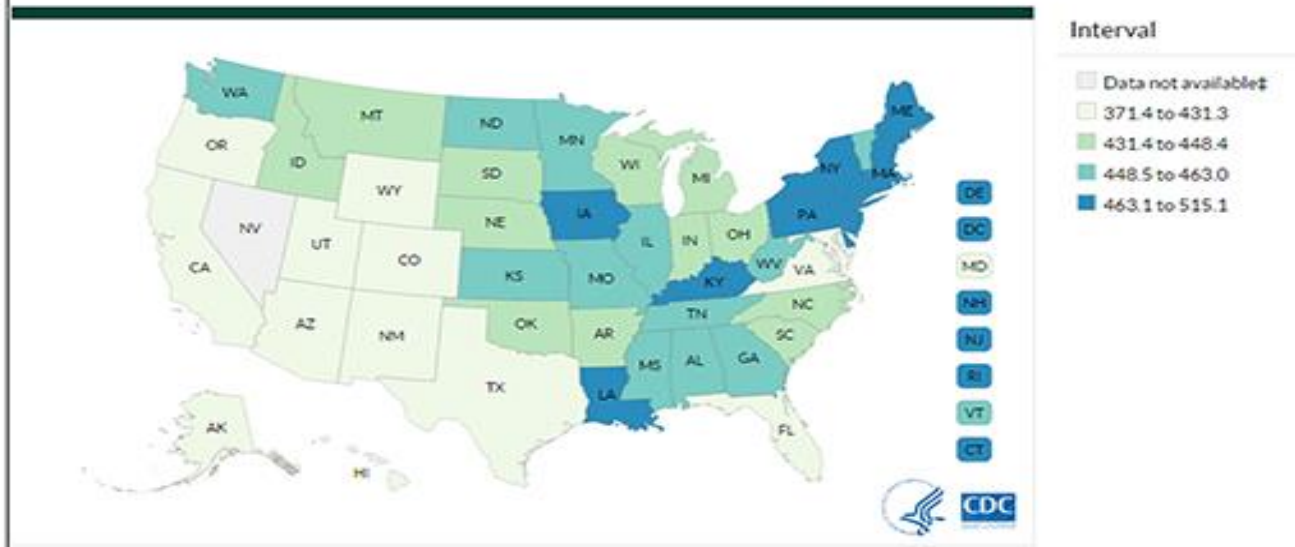 Interval
Data not available‡
371.4 to 431.3
431.4 to 448.4
448.5 to 463.0
463.1 to 515.1
WA
MT
ND
MN
ME
OR
ID
SD
WI
MI
NY
MA
WY
NE
IA
PA
NV
UT
CO
KS
MO
IL
IN
OH
WV
VA
KY
CA
AZ
NM
OK
AR
TN
NC
SC
TX
LA
MS
AL
GA
FL
AK
HI
DE
DC
MD
NH
NJ
RI
VT
CT
CDC